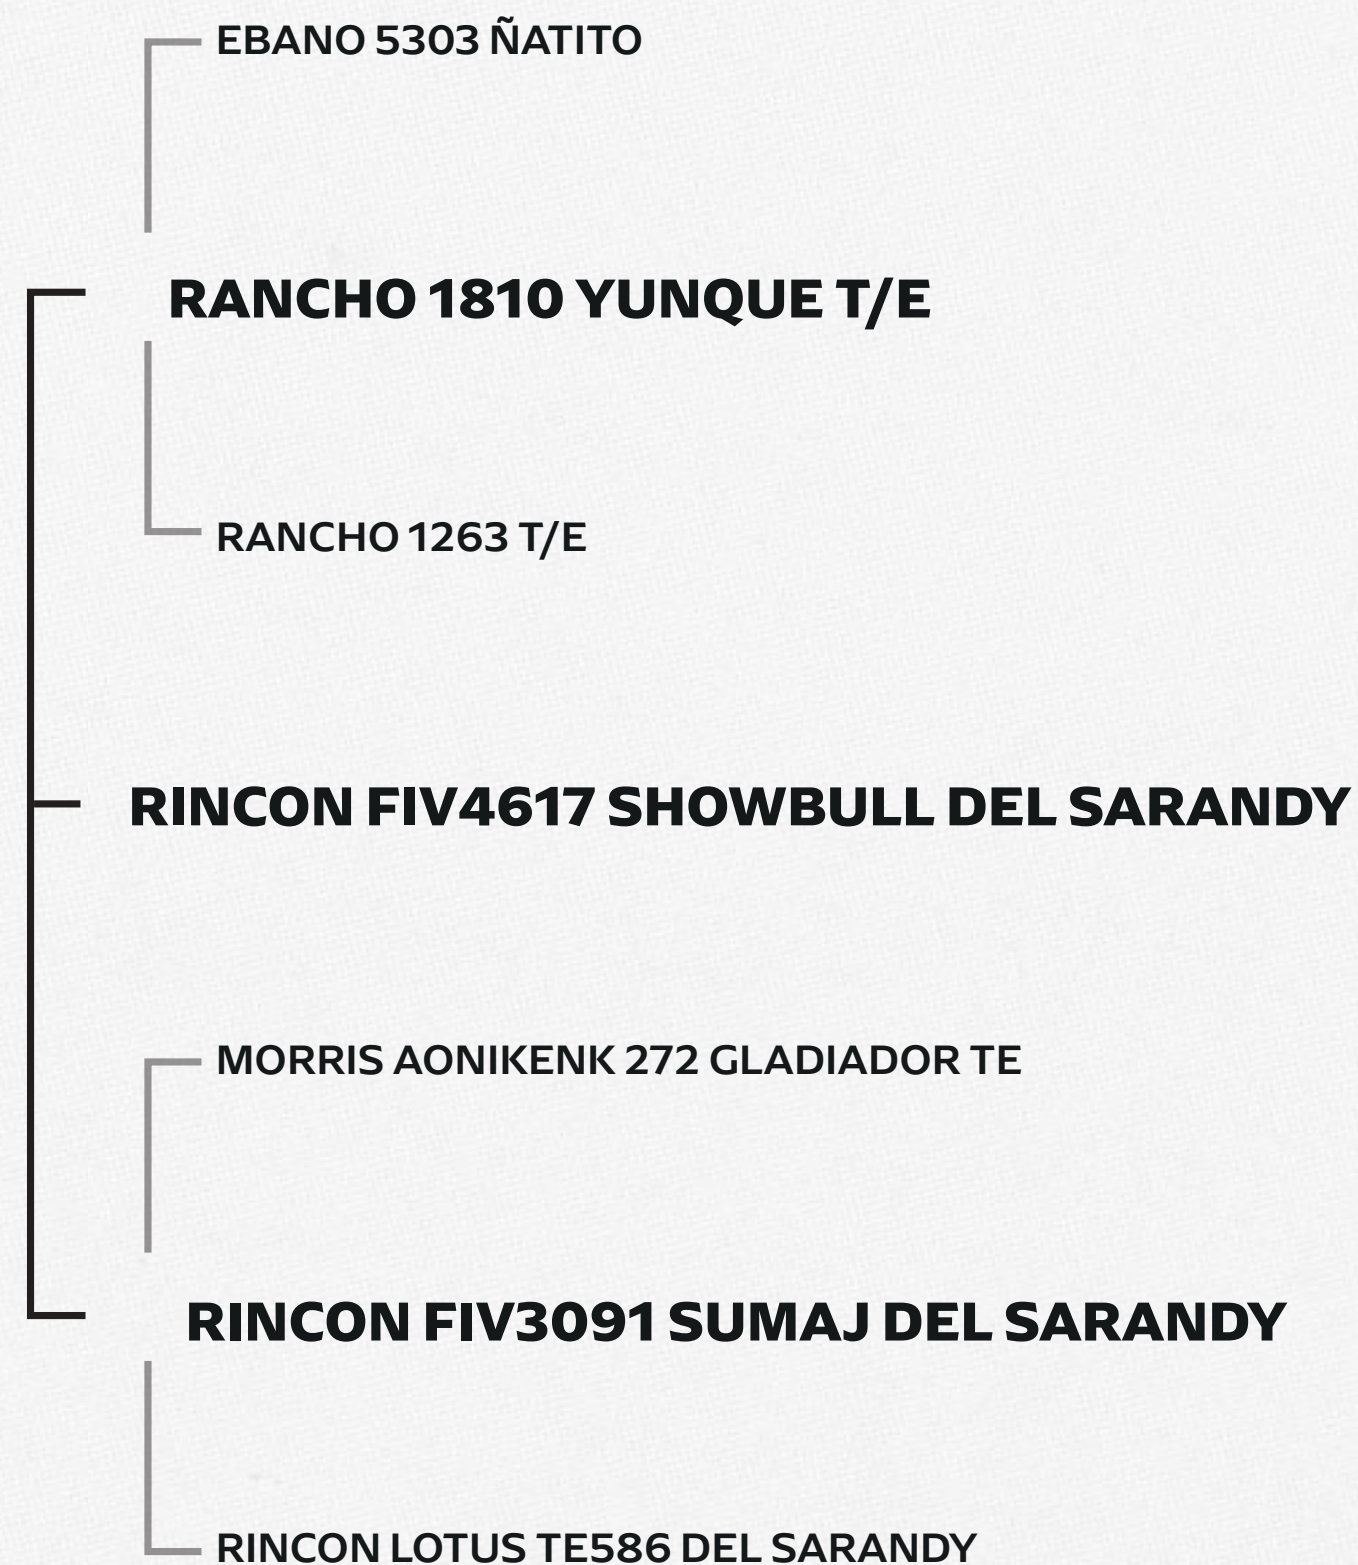 EBANO 5303 ÑATITO
RANCHO 1810 YUNQUE T/E
RANCHO 1263 T/E
RINCON FIV4617 SHOWBULL DEL SARANDY
MORRIS AONIKENK 272 GLADIADOR TE
RINCON FIV3091 SUMAJ DEL SARANDY
RINCON LOTUS TE586 DEL SARANDY